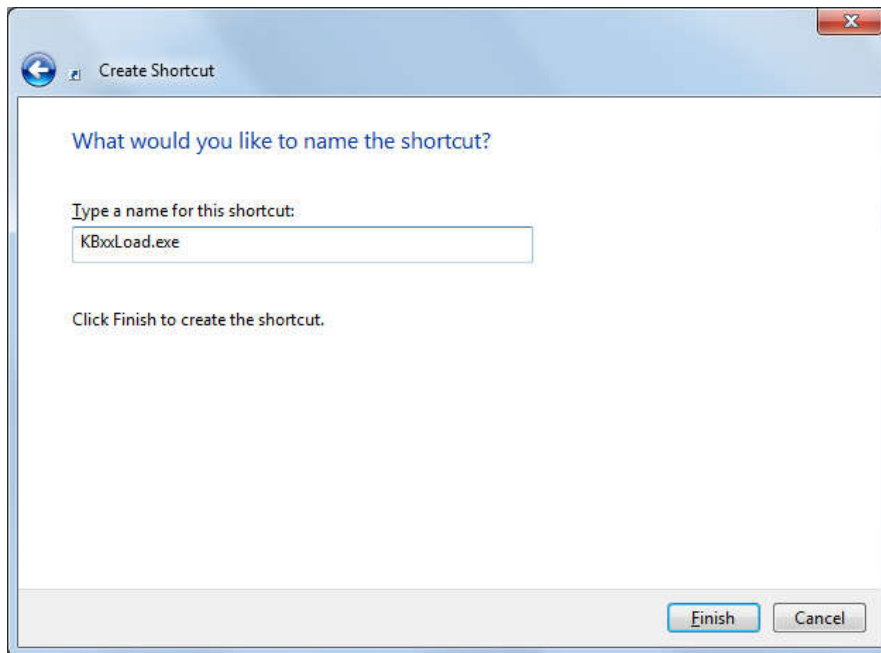 Create Shortcut
What would you like to name the shortcut?
Type a name for this shortcut:
KBxxLoad.exe
Click Finish to create the shortcut.
Finish Cancel